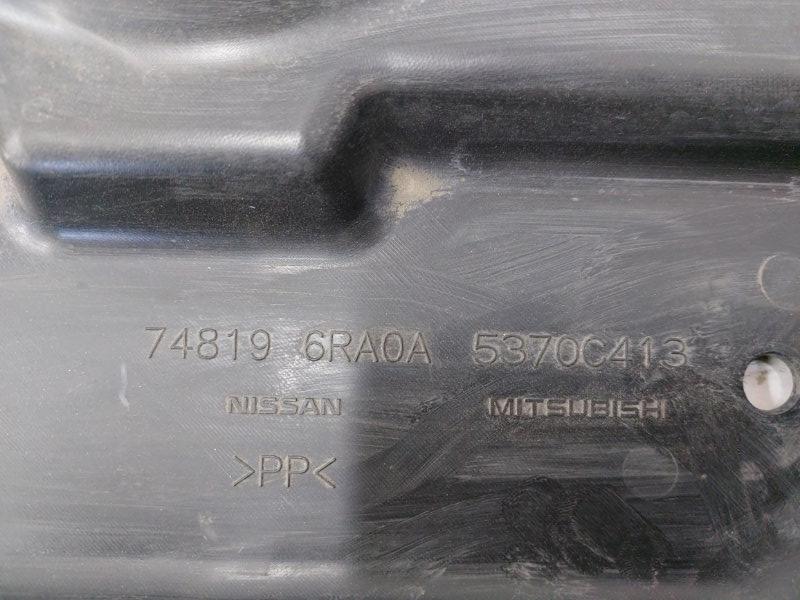 74819 6RA0A 5370C413
NISSAN MITSUBISHI
>PP<